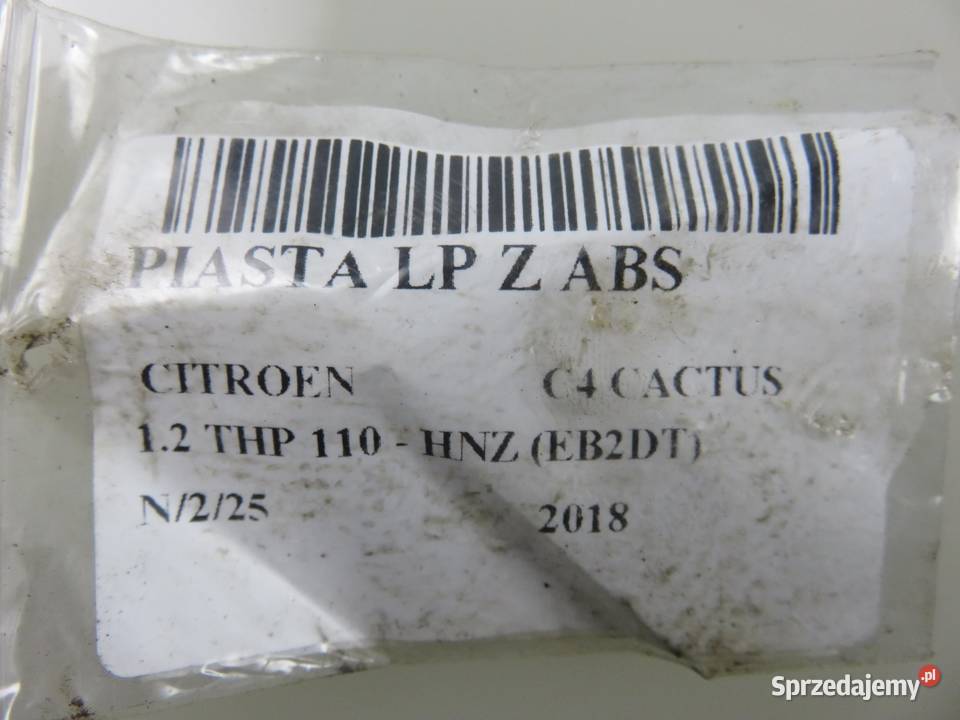 PIASTA LP Z ABS
CITROEN C4 CACTUS
1.2 THP 110 - HNZ (EB2DT)
N/2/25 2018
Sprzedajemy.pl